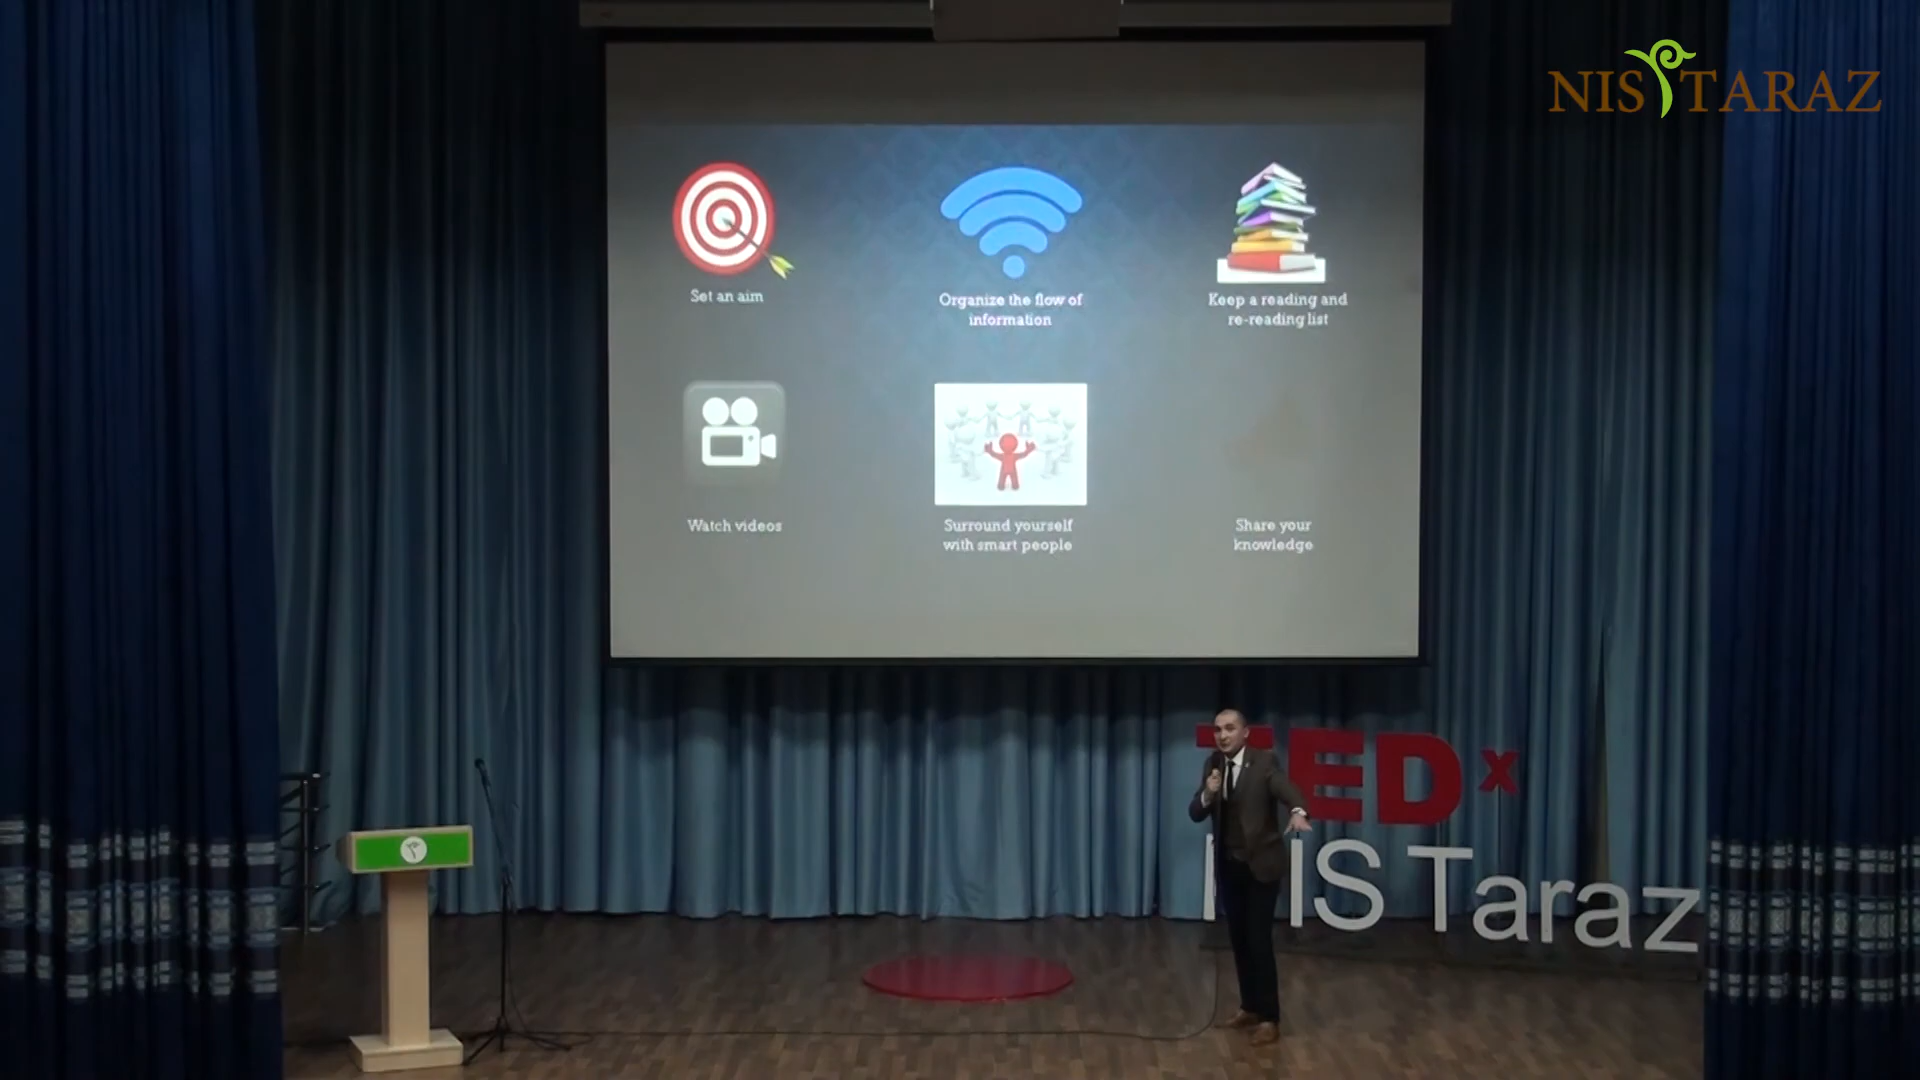 NIS TARAZ
Set an aim
Organize the flow of
information
Keep a reading and
re-reading list
Watch videos
Surround yourself
with smart people
Share your
knowledge
TEDx
NIS Taraz